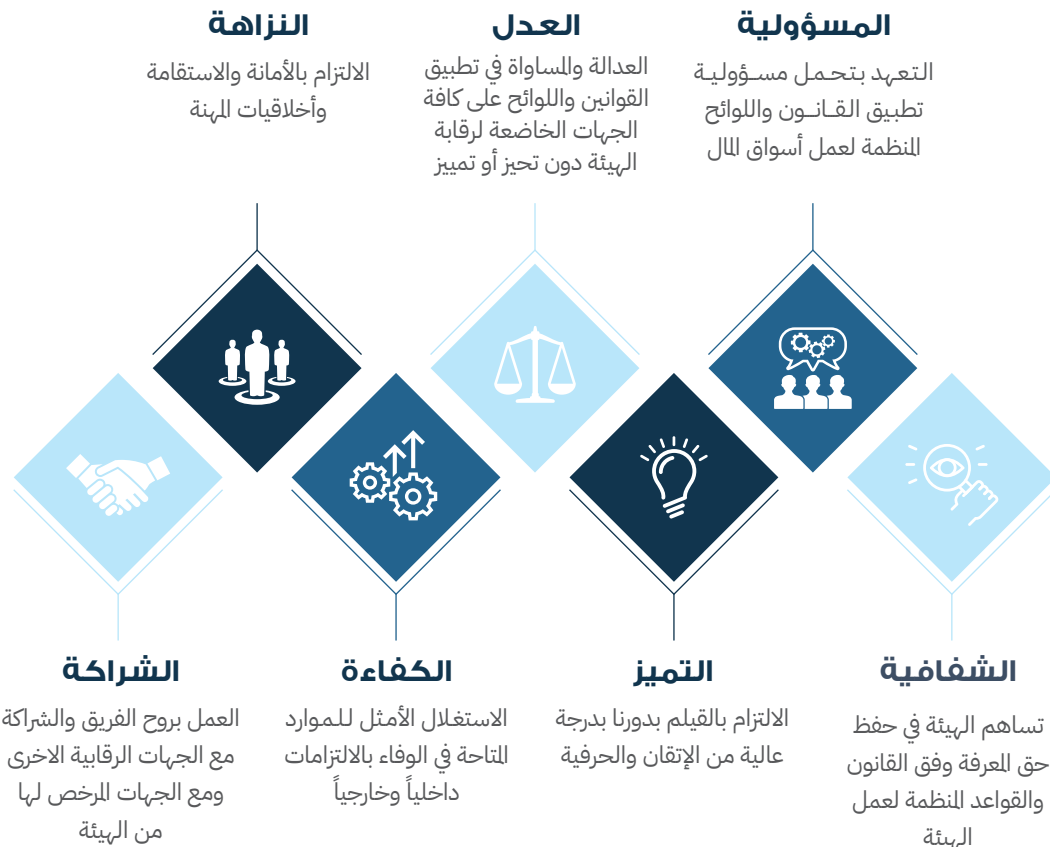 المسؤولية
التعهد بتحمل مسؤولية
تطبيق القانون واللوائح
المنظمة لعمل أسواق المال
العدل
العدالة والمساواة في تطبيق
القوانين واللوائح على كافة
الجهات الخاضعة لرقابة
الهيئة دون تحيز أو تمييز
النزاهة
الالتزام بالأمانة والاستقامة
وأخلاقيات المهنة
الشفافية
تساهم الهيئة في حفظ
حق المعرفة وفق القانون
والقواعد المنظمة لعمل
الهيئة
التميز
الالتزام بالقيلم بدورنا بدرجة
عالية من الإتقان والحرفية
الكفاءة
الاستغلال الأمثل للموارد
المتاحة في الوفاء بالالتزامات
داخلياً وخارجياً
الشراكة
العمل بروح الفريق والشراكة
مع الجهات الرقابية الاخرى
ومع الجهات المرخص لها
من الهيئة